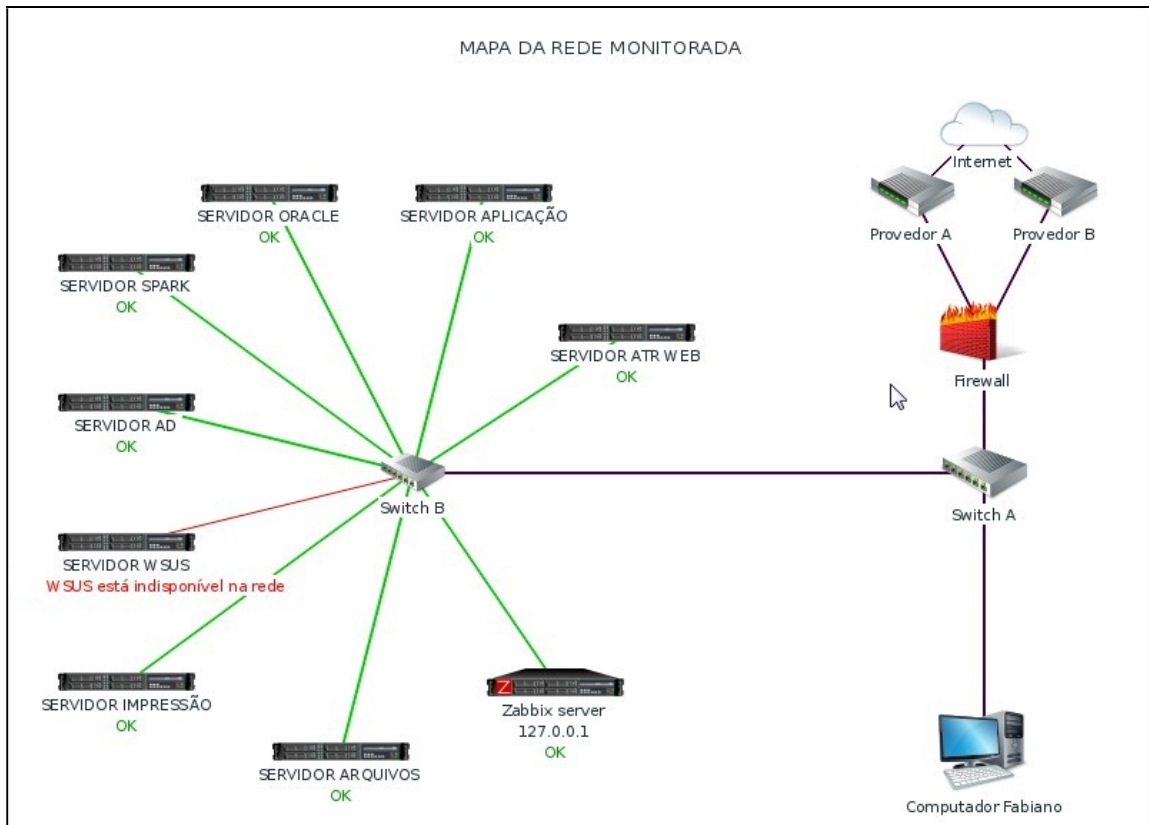 MAPA DA REDE MONITORADA
Internet
Provedor A
Provedor B
SERVIDOR ORACLE
OK
SERVIDOR APLICAÇÃO
OK
SERVIDOR SPARK
OK
SERVIDOR ATR WEB
OK
Firewall
SERVIDOR AD
OK
Switch B
Switch A
SERVIDOR WSUS
WSUS está indisponível na rede
SERVIDOR IMPRESSÃO
OK
Z
Zabbix server
127.0.0.1
OK
SERVIDOR ARQUIVOS
OK
Computador Fabiano